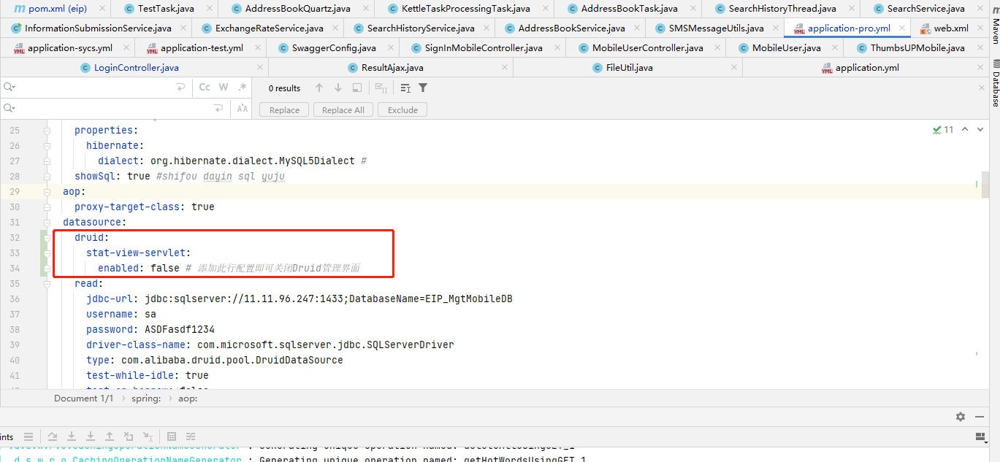 pom.xml (eip) TestTask.java AddressBookQuartz.java KettleTaskProcessingTask.java AddressBookTask.java SearchHistoryThread.java SearchService.java
InformationSubmissionService.java ExchangeRateService.java SearchHistoryService.java AddressBookService.java SMSMessageUtils.java application-pro.yml web.xml
application-sycs.yml application-test.yml SwaggerConfig.java SignInMobileController.java MobileUserController.java MobileUser.java ThumbsUPMobile.java
LoginController.java ResultAjax.java FileUtil.java application.yml
Maven
Database
Cc W .* 0 results
Replace Replace All Exclude
11
25 properties:
26 hibernate:
27 dialect: org.hibernate.dialect.MySQL5Dialect #
28 showSql: true #shifou dayin sql yuju
29 aop:
30 proxy-target-class: true
31 datasource:
32 druid:
33 stat-view-servlet:
34 enabled: false # 添加此行配置即可关闭Druid管理界面
35 read:
36 jdbc-url: jdbc:sqlserver://11.11.96.247:1433;DatabaseName=EIP_MgtMobileDB
37 username: sa
38 password: ASDFasdf1234
39 driver-class-name: com.microsoft.sqlserver.jdbc.SQLServerDriver
40 type: com.alibaba.druid.pool.DruidDataSource
41 test-while-idle: true
Document 1/1 › spring: › aop:
ints
.d.s.w.r.o.CachingOperationNameGenerator : Generating unique operation named: getHotWordsUsingGET_1